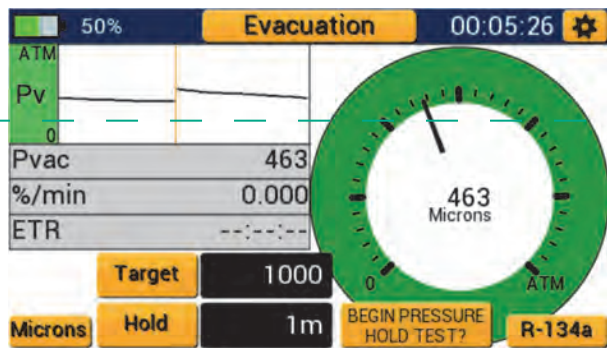 50% Evacuation 00:05:26
ATM
Pv
0
Pvac 463
%/min 0.000
ETR --:--:--
463
Microns
0 ATM
Target 1000
Hold 1m
Microns
BEGIN PRESSURE
HOLD TEST?
R-134a